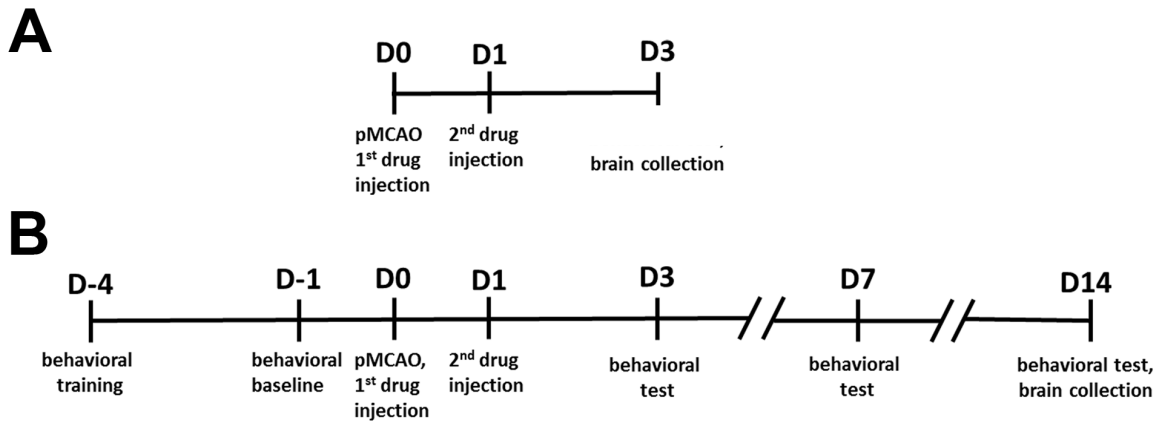 A
D0 D1 D3
pMCAO 2nd drug
1st drug injection brain collection
injection
B
D-4 D-1 D0 D1 D3 D7 D14
behavioral behavioral pMCAO, 2nd drug behavioral behavioral behavioral test,
training baseline 1st drug injection test test brain collection
injection